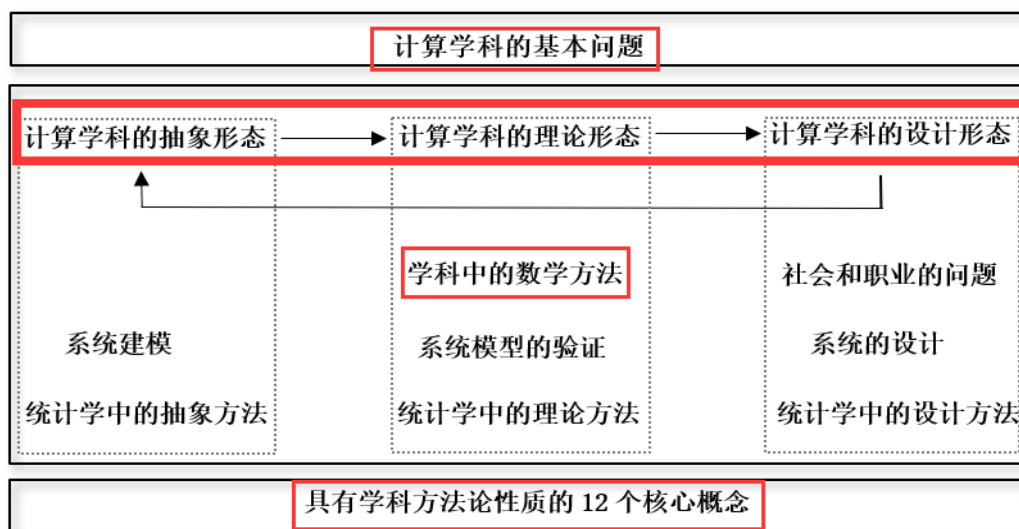 计算学科的基本问题
计算学科的抽象形态
计算学科的理论形态
计算学科的设计形态
学科中的数学方法
社会和职业的问题
系统建模
系统模型的验证
系统的设计
统计学中的抽象方法
统计学中的理论方法
统计学中的设计方法
具有学科方法论性质的 12 个核心概念